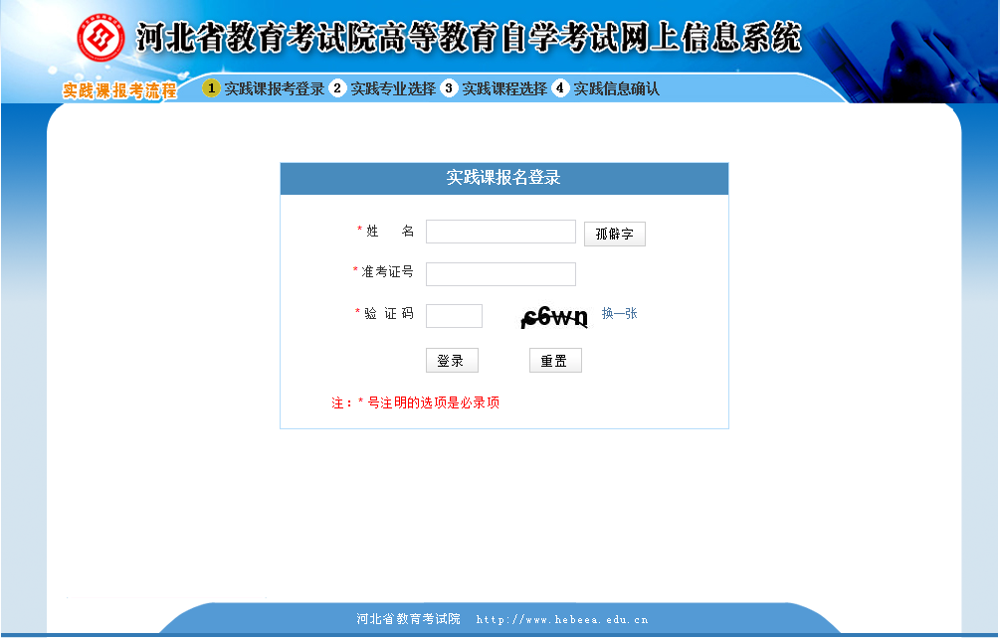 河北省教育考试院高等教育自学考试网上信息系统
实践课报考流程 1 实践课报考登录 2 实践专业选择 3 实践课程选择 4 实践信息确认
实践课报名登录
* 姓 名 孤僻字
* 准考证号
* 验 证 码 c6wn 换一张
登录 重置
注：* 号注明的选项是必录项
河北省教育考试院 http://www.hebeea.edu.cn